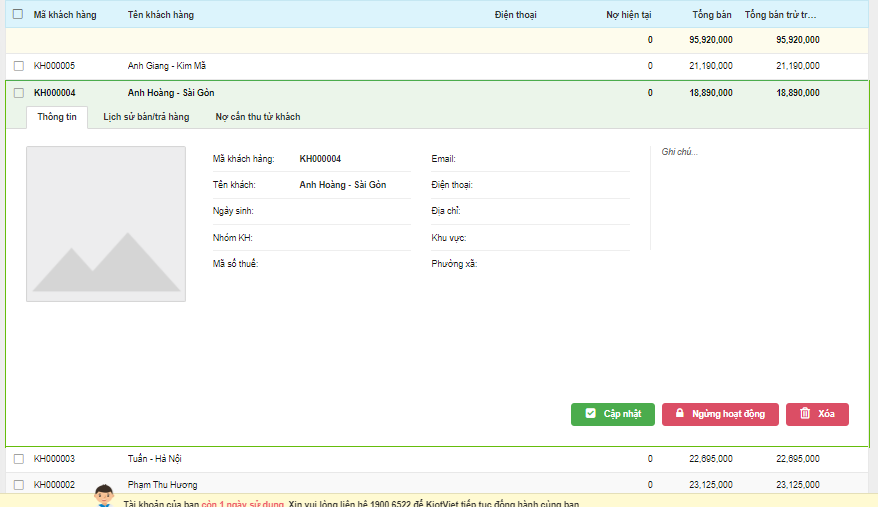 Mã khách hàng Tên khách hàng Điện thoại Nợ hiện tại Tổng bán Tổng bán trừ tr...
0 95,920,000 95,920,000
KH000005 Anh Giang - Kim Mã 0 21,190,000 21,190,000
KH000004 Anh Hoàng - Sài Gòn 0 18,890,000 18,890,000
Thông tin Lịch sử bán/trả hàng Nợ cần thu từ khách
Mã khách hàng: KH000004 Email: Ghi chú...
Tên khách: Anh Hoàng - Sài Gòn Điện thoại:
Ngày sinh: Địa chỉ:
Nhóm KH: Khu vực:
Mã số thuế: Phường xã:
Cập nhật Ngừng hoạt động Xóa
KH000003 Tuấn - Hà Nội 0 22,695,000 22,695,000
KH000002 Phạm Thu Hương 0 23,125,000 23,125,000
Tài khoản của bạn còn 1 ngày sử dụng. Xin vui lòng liên hệ 1900 6522 để KiotViet tiếp tục đồng hành cùng bạn